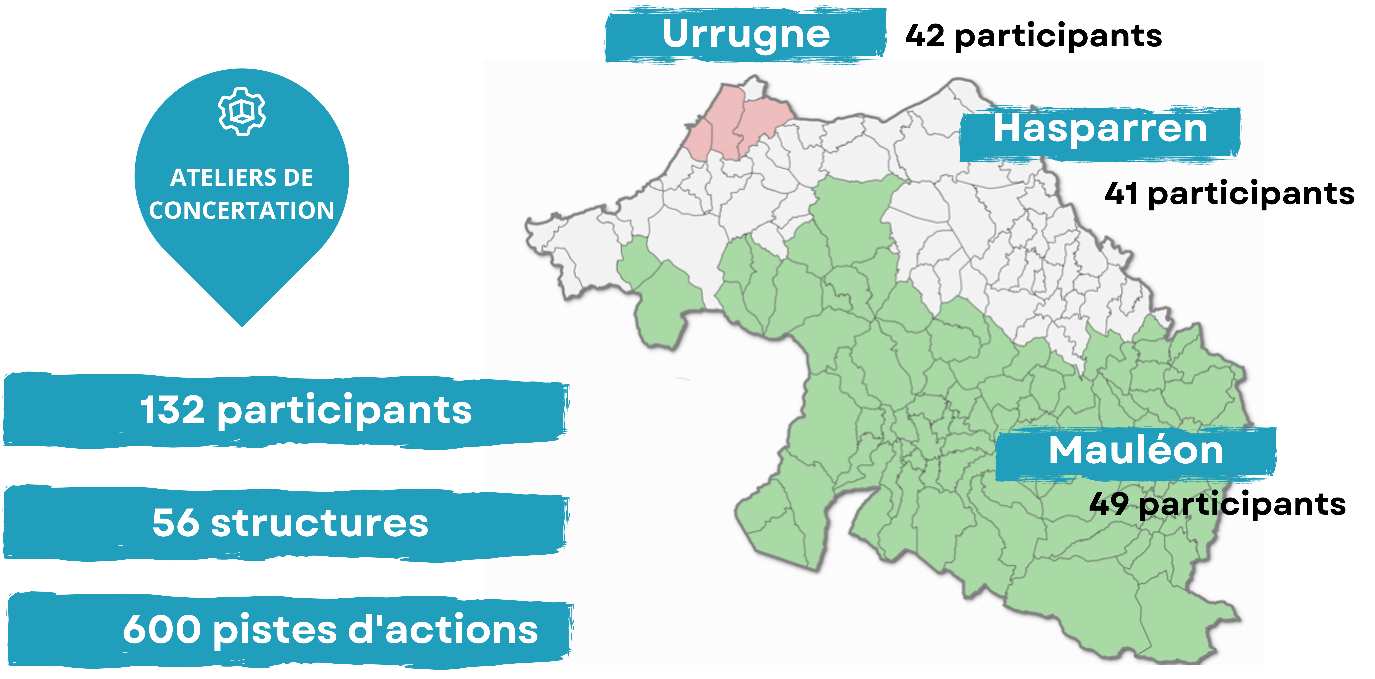 Urrugne
42 participants
Hasparren
41 participants
ATELIERS DE
CONCERTATION
132 participants
Mauléon
49 participants
56 structures
600 pistes d'actions